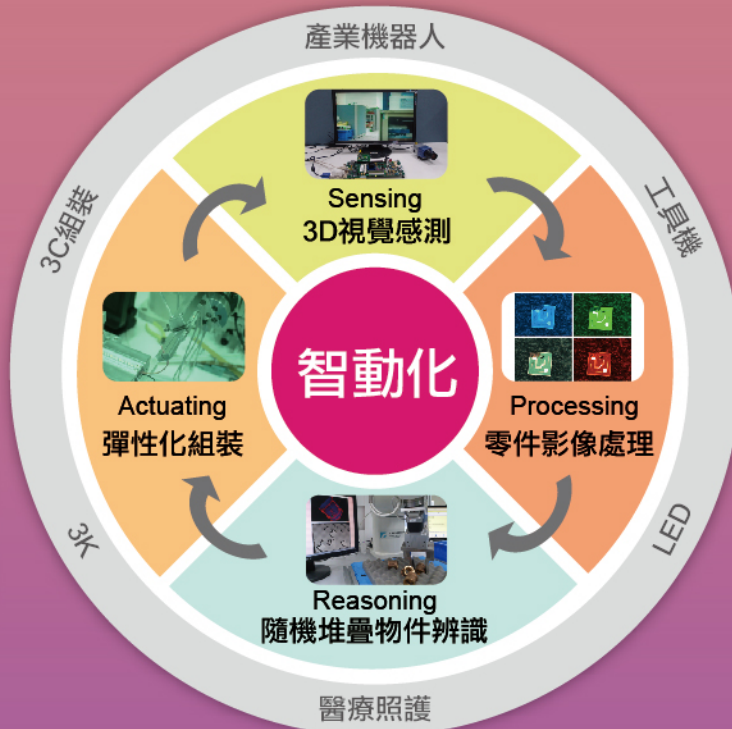 產業機器人
3C組裝
工具機
Sensing
3D視覺感測
智動化
Actuating
彈性化組裝
Processing
零件影像處理
3K
LED
Reasoning
隨機堆疊物件辨識
醫療照護